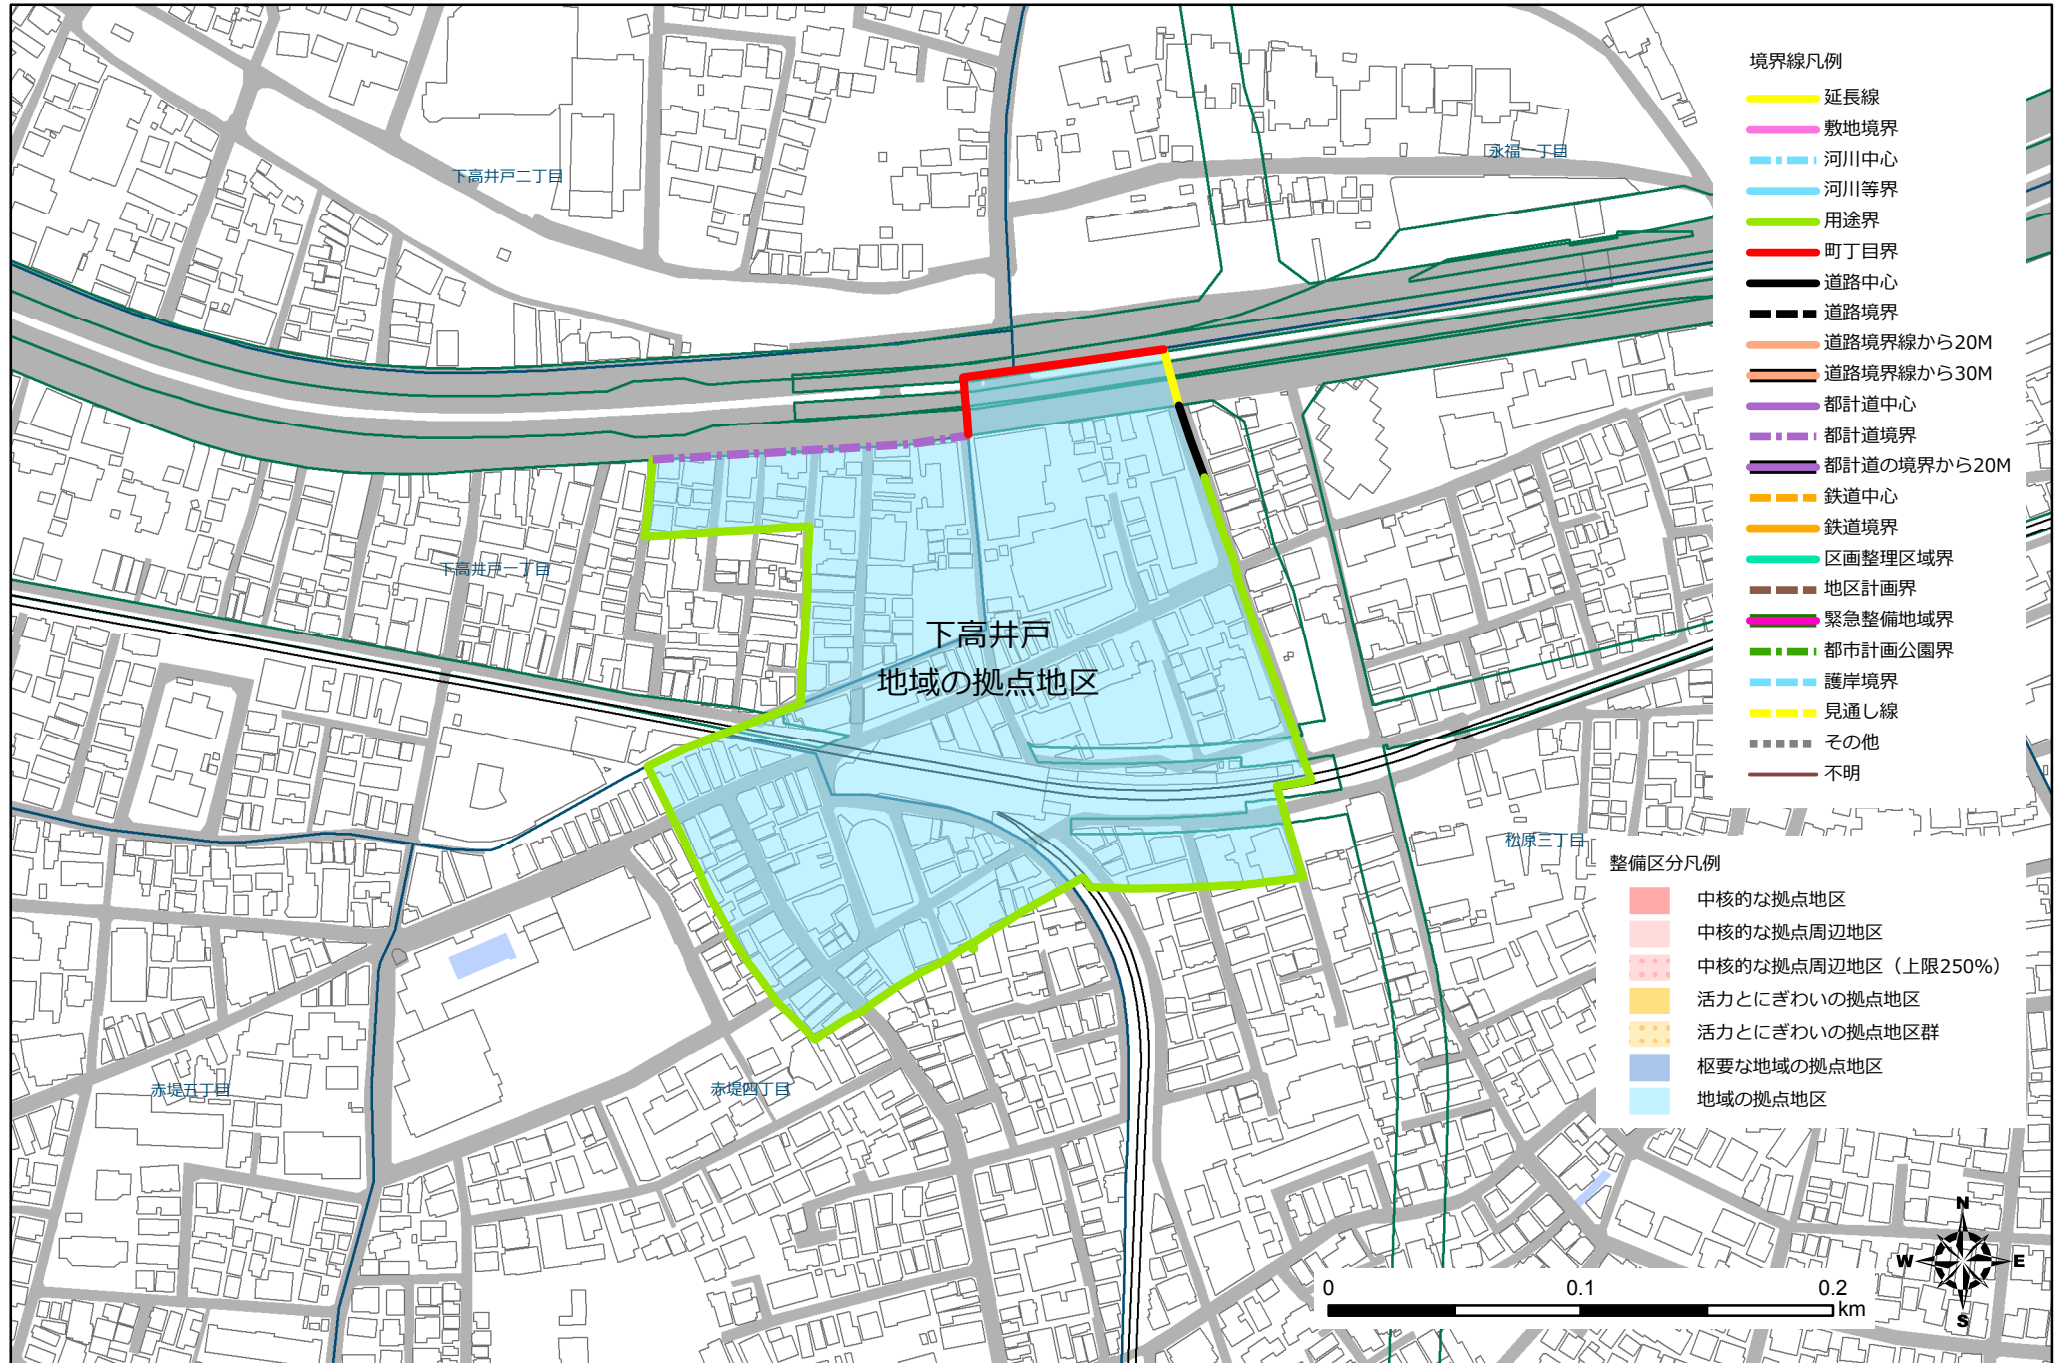 境界線凡例
延長線
敷地境界
河川中心
河川等界
用途界
町丁目界
道路中心
道路境界
道路境界線から20M
道路境界線から30M
都計道中心
都計道境界
都計道の境界から20M
鉄道中心
鉄道境界
区画整理区域界
地区計画界
緊急整備地域界
都市計画公園界
護岸境界
見通し線
その他
不明
永福一丁目
下高井戸二丁目
下高井戸一丁目
下高井戸
地域の拠点地区
松原三丁目
赤堤五丁目
赤堤四丁目
整備区分凡例
中核的な拠点地区
中核的な拠点周辺地区
中核的な拠点周辺地区（上限250%）
活力とにぎわいの拠点地区
活力とにぎわいの拠点地区群
枢要な地域の拠点地区
地域の拠点地区
N
W
E
S
0
0.1
0.2
km